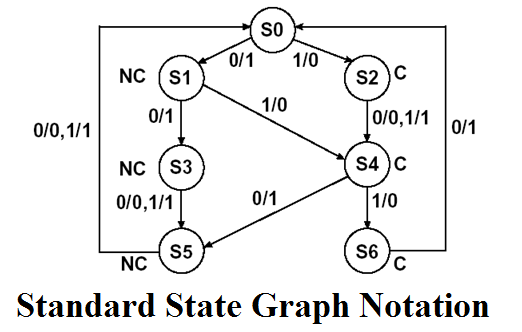 S0
0/1 1/0
NC S1 S2 C
0/1 1/0 0/0,1/1
0/0,1/1 0/1
NC S3 S4 C
0/0,1/1 0/1 1/0
S5 S6
NC C
Standard State Graph Notation